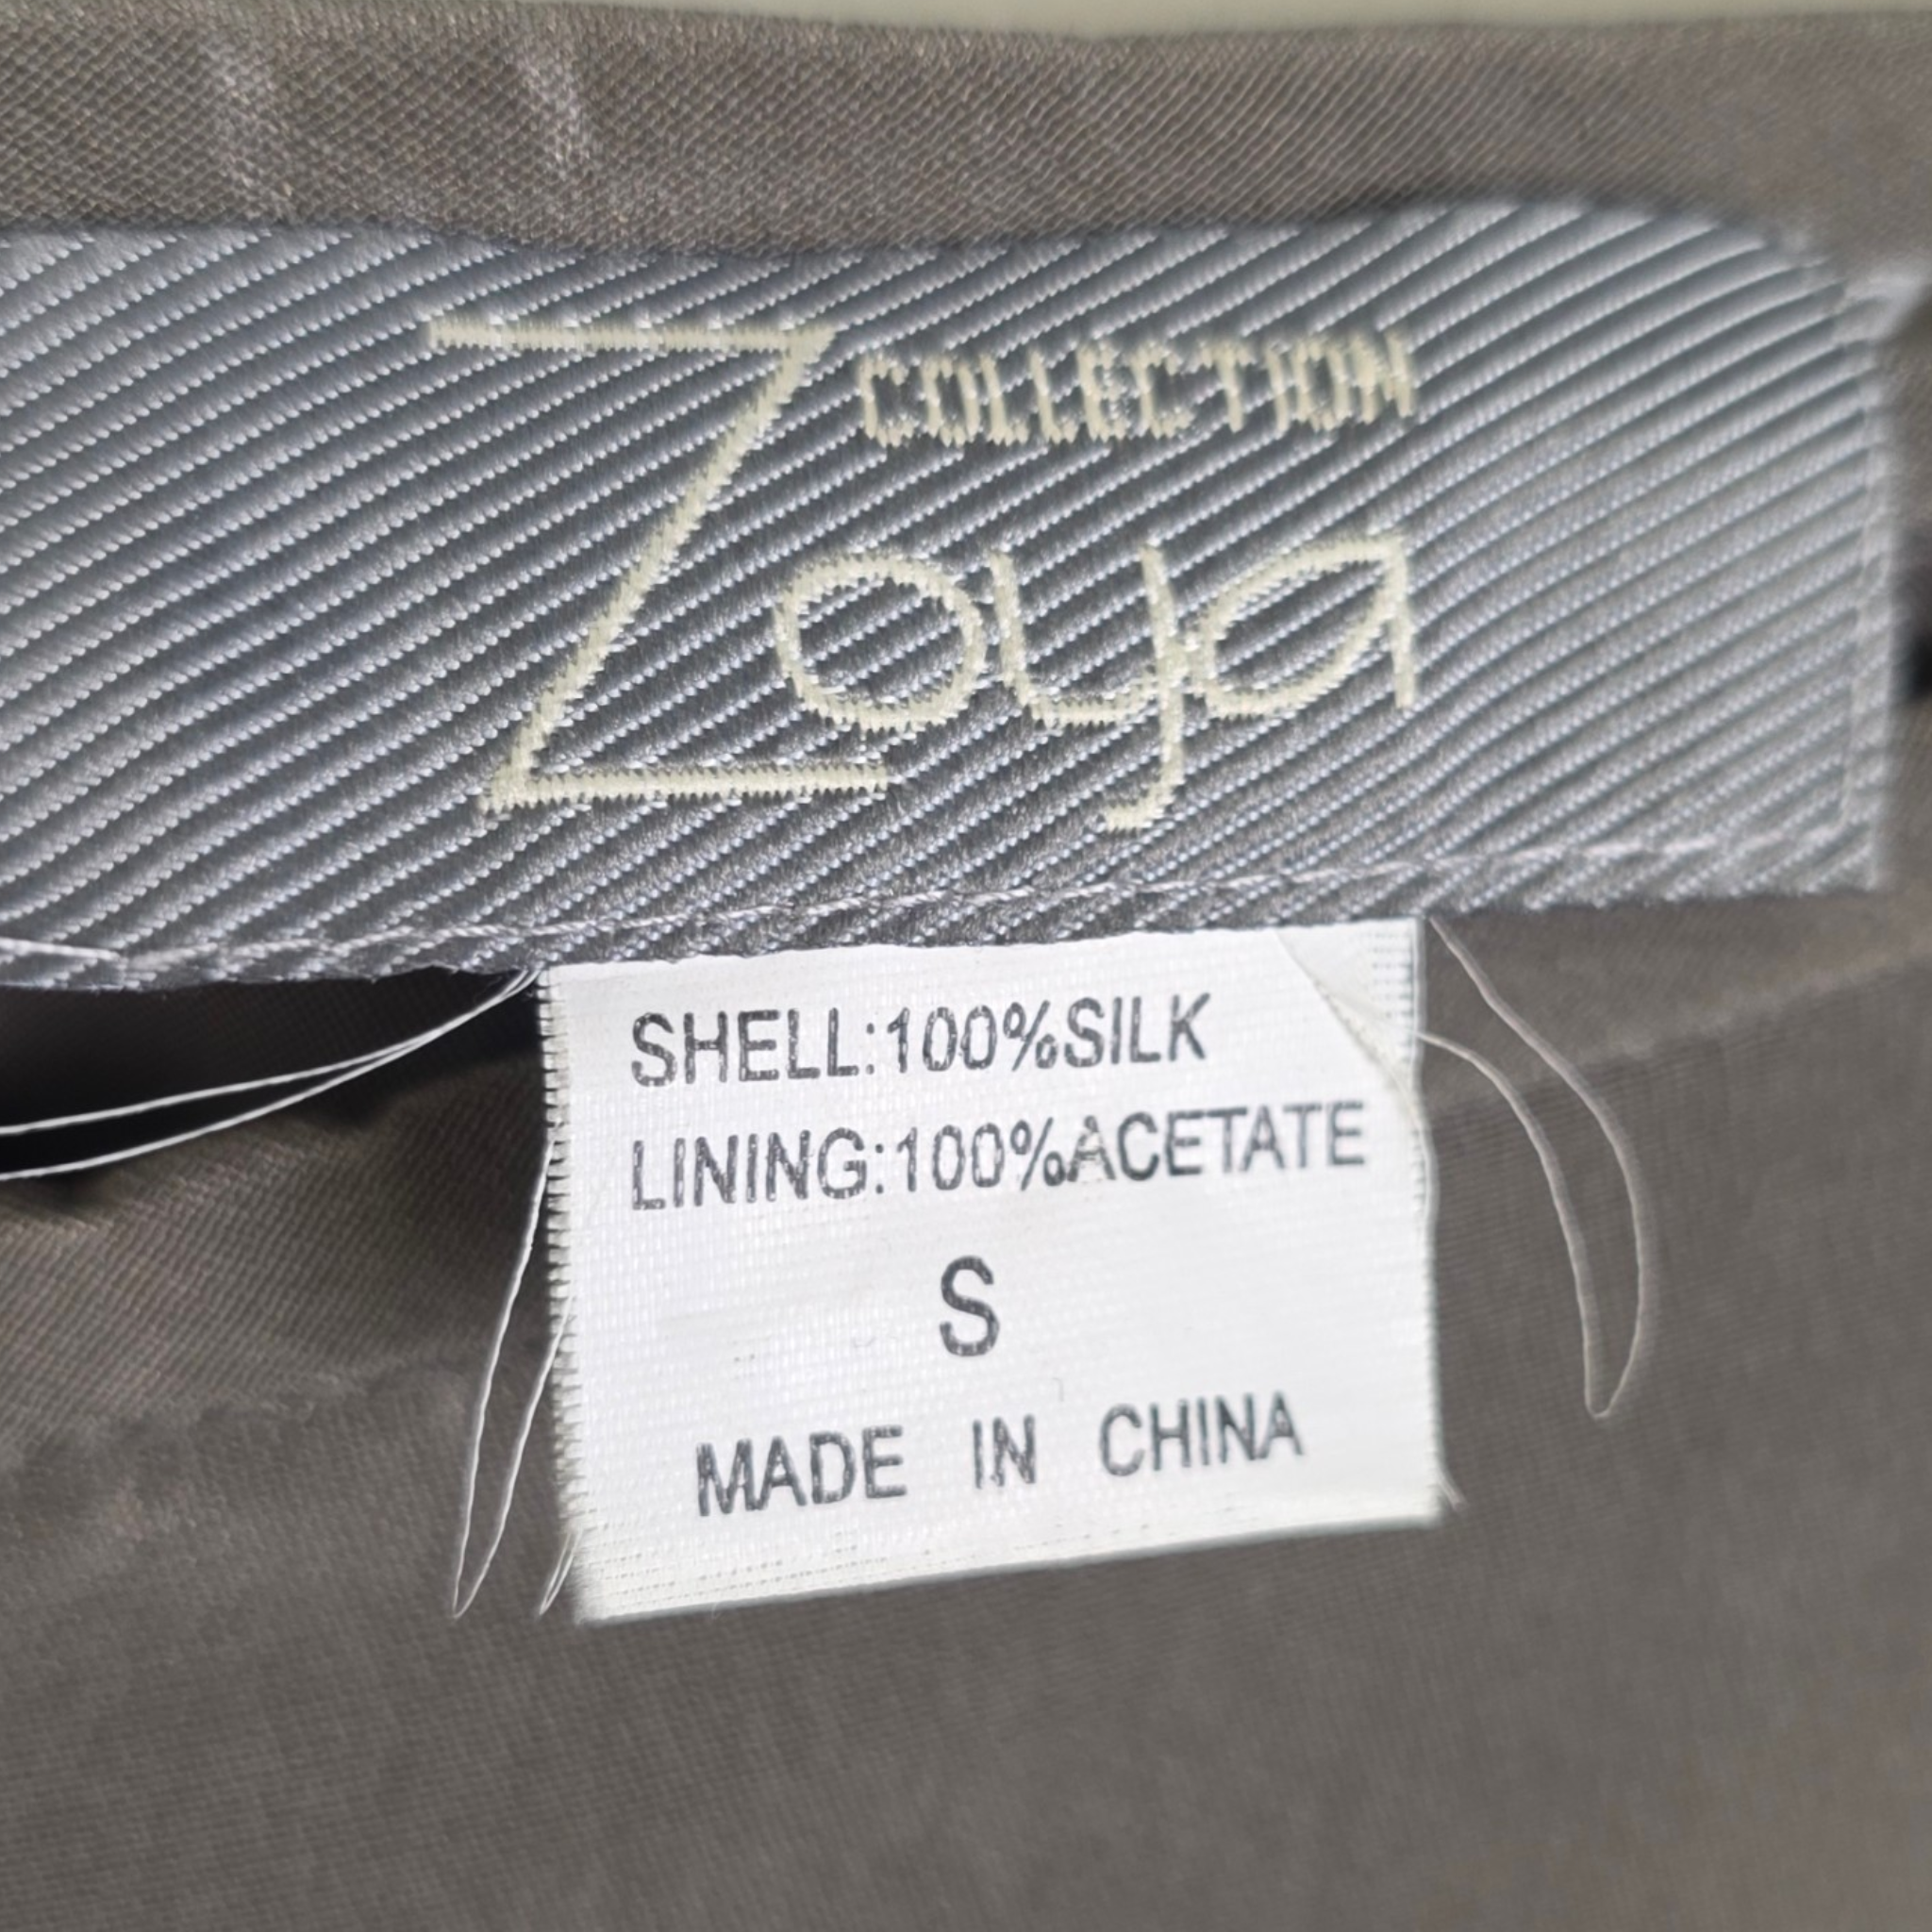 COLLECTION
Zoya
SHELL:100%SILK
LINING:100%ACETATE
S
MADE IN CHINA